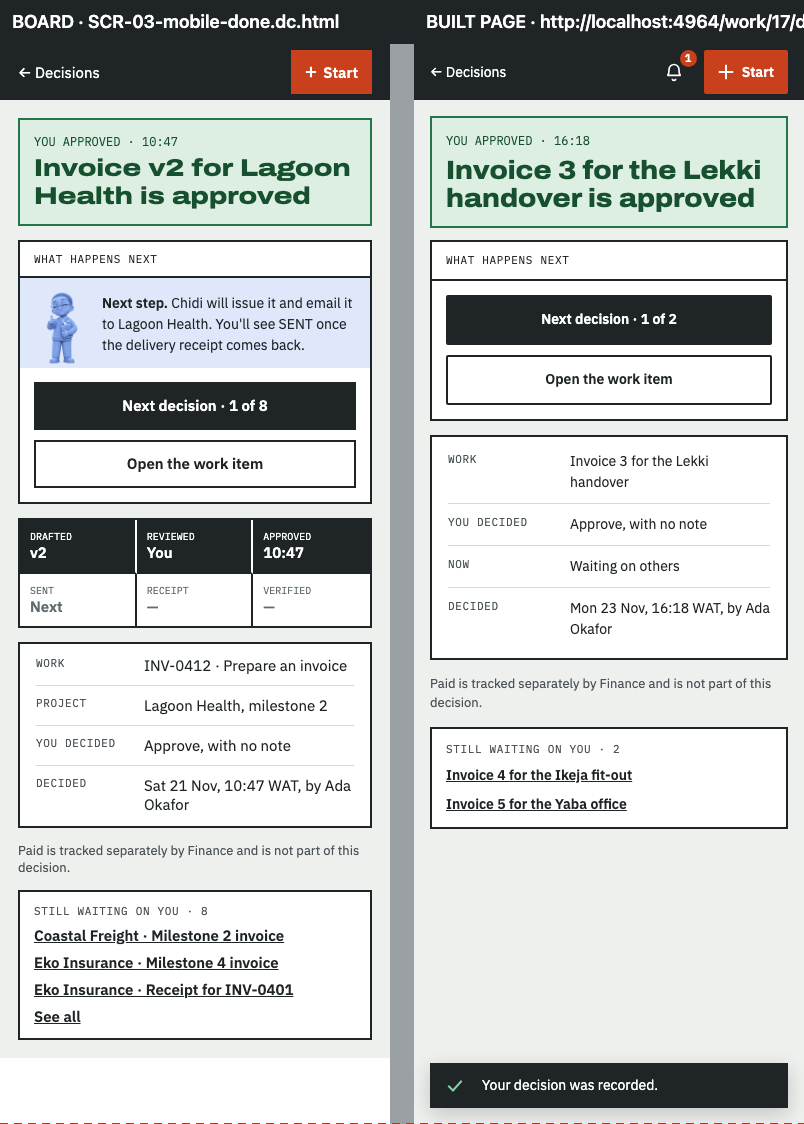 BOARD · SCR-03-mobile-done.dc.html
← Decisions
+ Start
YOU APPROVED · 10:47
Invoice v2 for Lagoon
Health is approved
WHAT HAPPENS NEXT
Next step. Chidi will issue it and email it
to Lagoon Health. You'll see SENT once
the delivery receipt comes back.
Next decision · 1 of 8
Open the work item
DRAFTED
v2
REVIEWED
You
APPROVED
10:47
SENT
Next
RECEIPT
—
VERIFIED
—
WORK
INV-0412 · Prepare an invoice
PROJECT
Lagoon Health, milestone 2
YOU DECIDED
Approve, with no note
DECIDED
Sat 21 Nov, 10:47 WAT, by Ada
Okafor
Paid is tracked separately by Finance and is not part of this
decision.
STILL WAITING ON YOU · 8
Coastal Freight · Milestone 2 invoice
Eko Insurance · Milestone 4 invoice
Eko Insurance · Receipt for INV-0401
See all
BUILT PAGE · http://localhost:4964/work/17/d
← Decisions
1
+ Start
YOU APPROVED · 16:18
Invoice 3 for the Lekki
handover is approved
WHAT HAPPENS NEXT
Next decision · 1 of 2
Open the work item
WORK
Invoice 3 for the Lekki
handover
YOU DECIDED
Approve, with no note
NOW
Waiting on others
DECIDED
Mon 23 Nov, 16:18 WAT, by Ada
Okafor
Paid is tracked separately by Finance and is not part of this
decision.
STILL WAITING ON YOU · 2
Invoice 4 for the Ikeja fit-out
Invoice 5 for the Yaba office
Your decision was recorded.